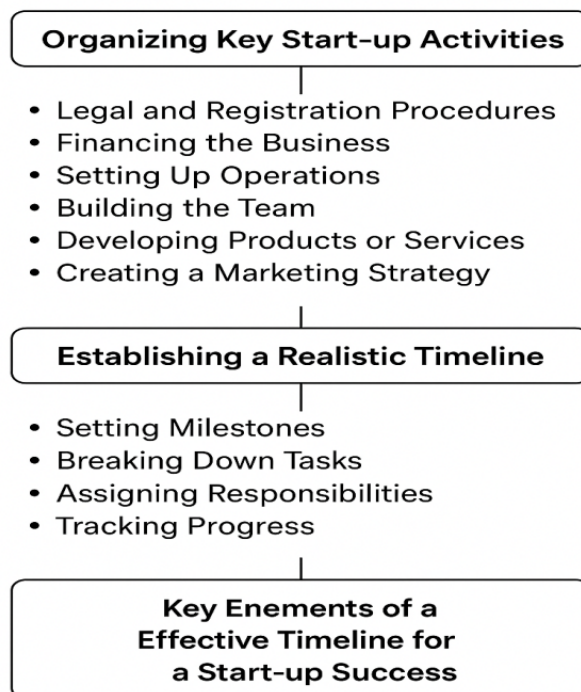 Organizing Key Start-up Activities
• Legal and Registration Procedures
• Financing the Business
• Setting Up Operations
• Building the Team
• Developing Products or Services
• Creating a Marketing Strategy
Establishing a Realistic Timeline
• Setting Milestones
• Breaking Down Tasks
• Assigning Responsibilities
• Tracking Progress
Key Enements of a
Effective Timeline for
a Start-up Success